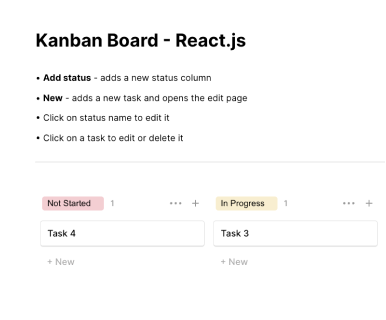 Kanban Board - React.js
• Add status - adds a new status column
• New - adds a new task and opens the edit page
• Click on status name to edit it
• Click on a task to edit or delete it
Not Started 1 ••• + In Progress 1 ••• +
Task 4 Task 3
+ New + New